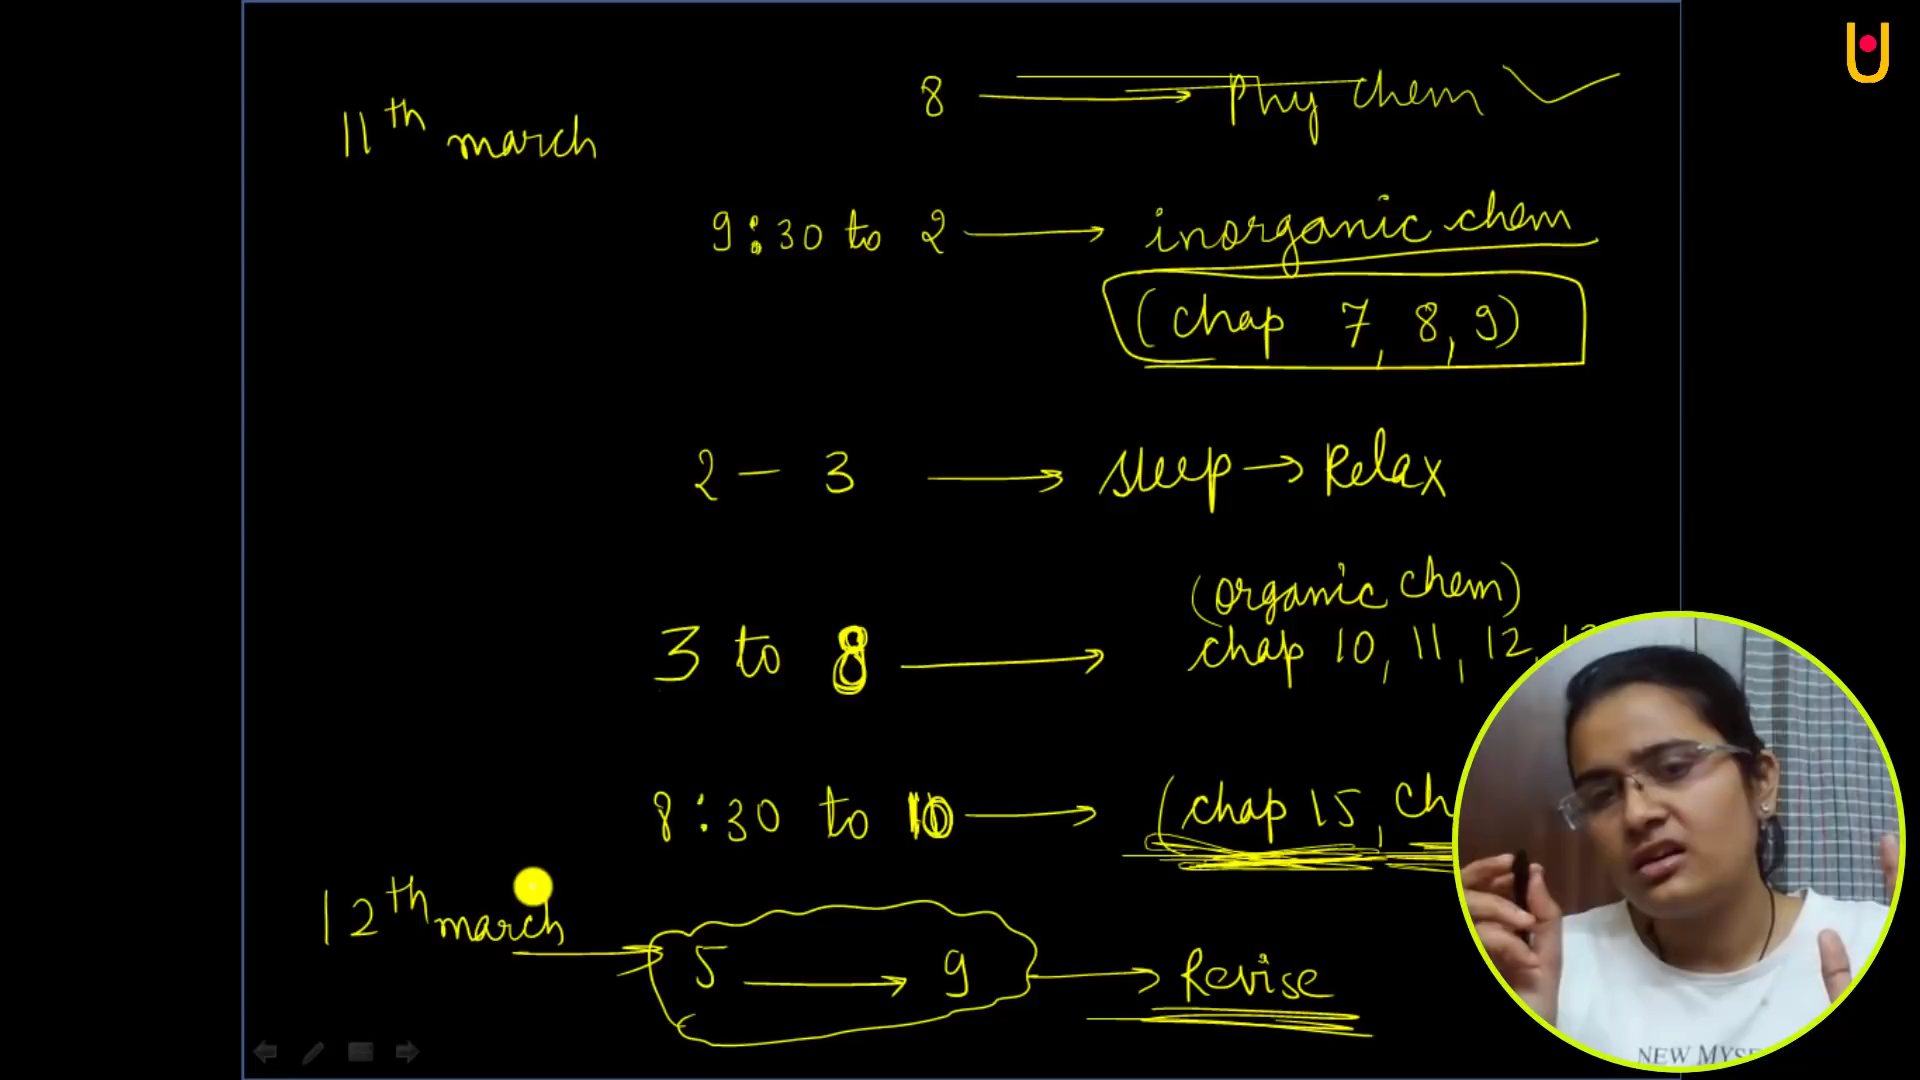 8 → Phy chem ✓
11th march
9:30 to 2 → inorganic chem
(chap 7, 8, 9)
2 - 3 → sleep → Relax
(organic chem)
3 to 8 → chap 10, 11, 12,
8:30 to 10 → (chap 15, Ch
12th march → 5 → 9 → Revise
NEW MYSE